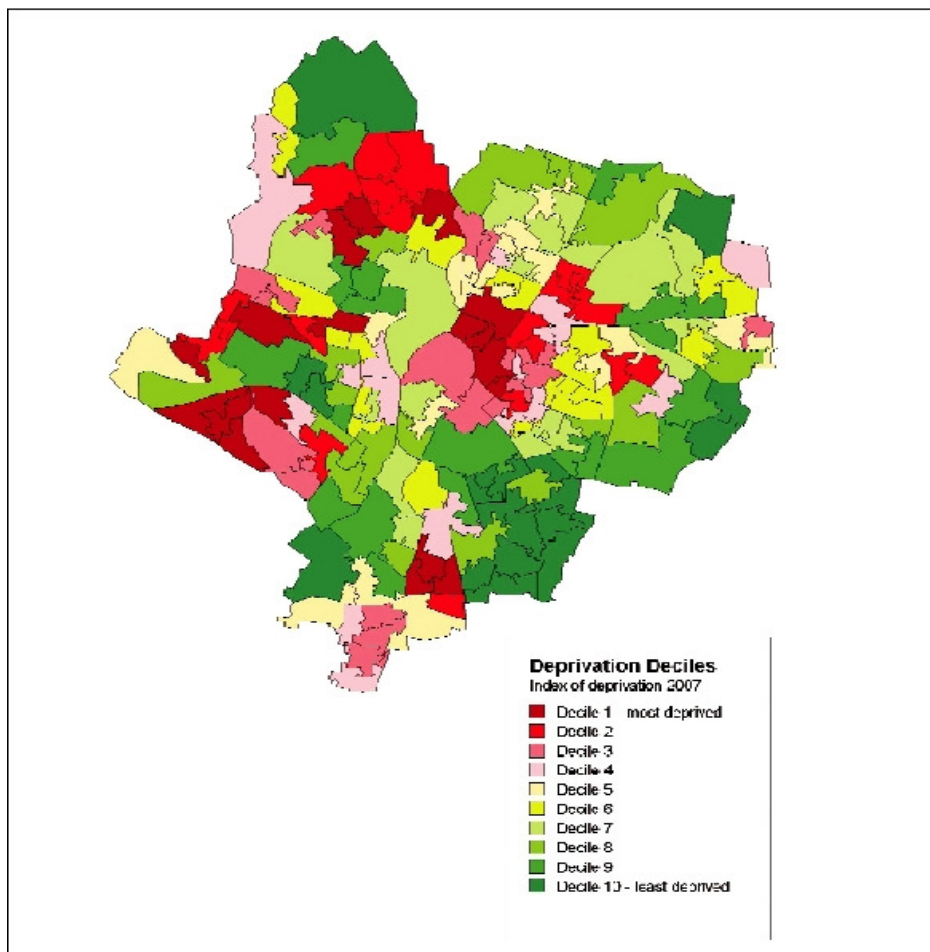 Deprivation Deciles
Index of deprivation 2007
Decile 1 - most deprived
Decile 2
Decile 3
Decile 4
Decile 5
Decile 6
Decile 7
Decile 8
Decile 9
Decile 10 - least deprived